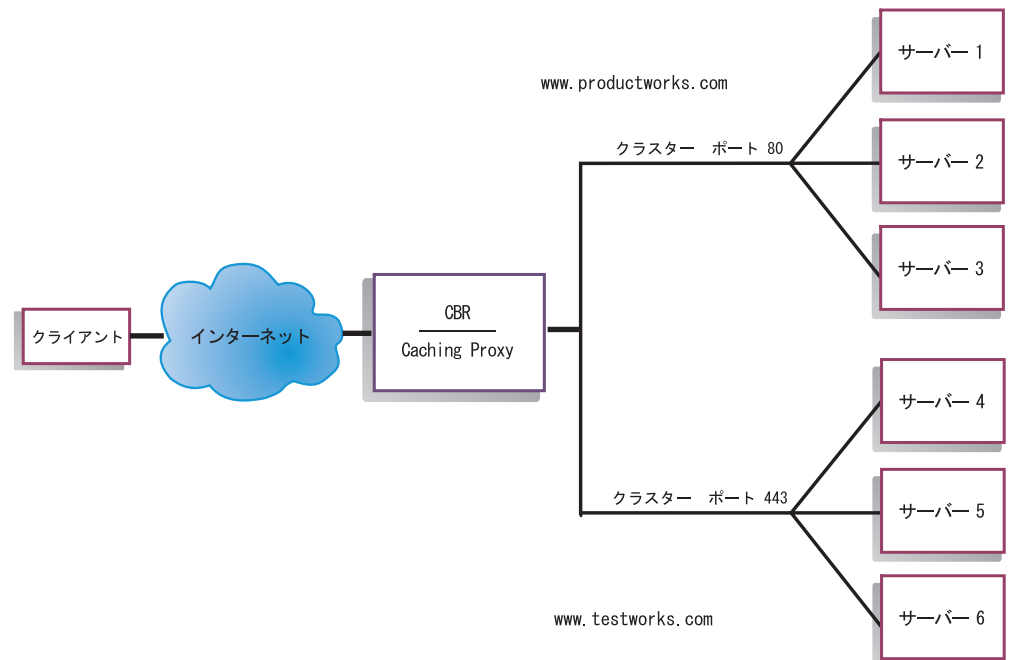 サーバー 1
www.productworks.com
クラスター　ポート 80
サーバー 2
サーバー 3
クライアント
インターネット
CBR
Caching Proxy
サーバー 4
クラスター　ポート 443
サーバー 5
サーバー 6
www.testworks.com